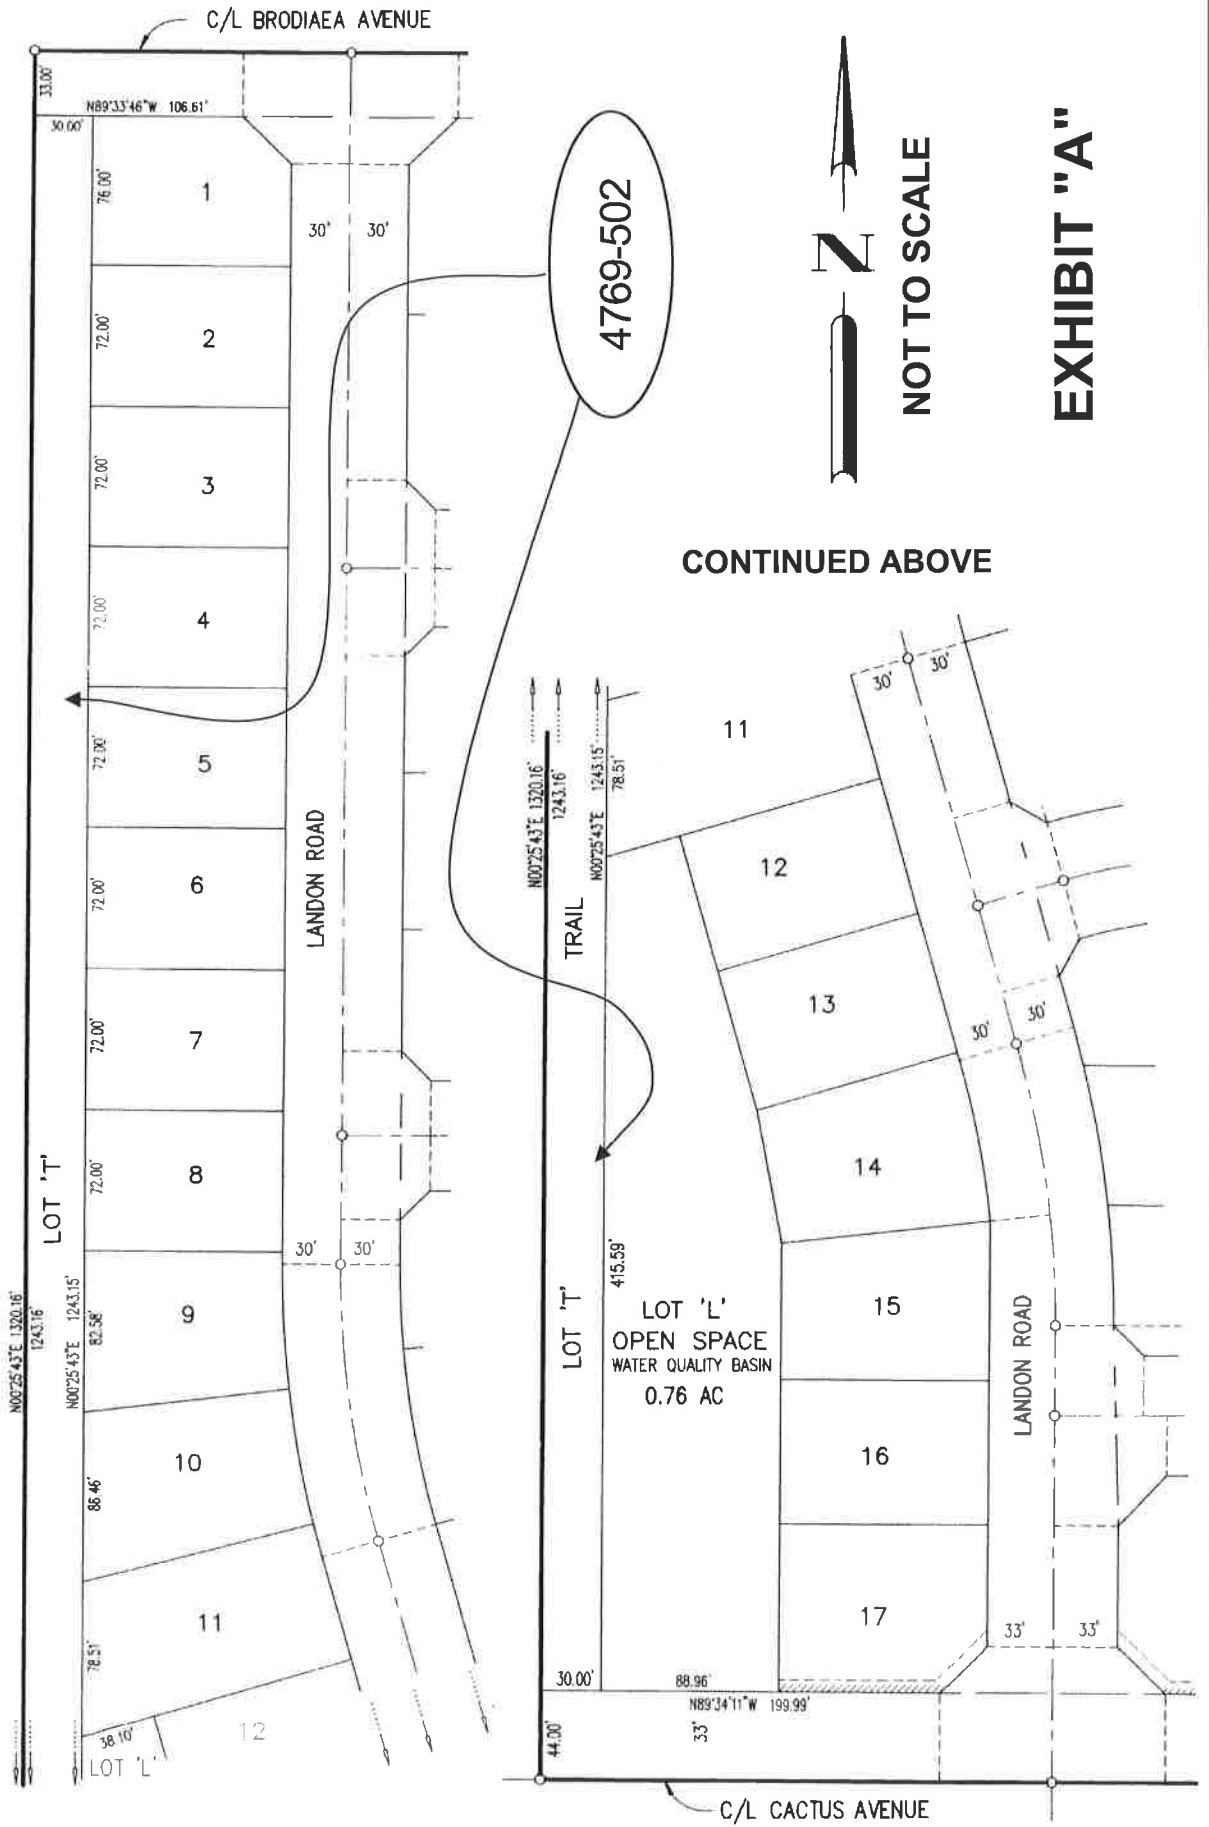 C/L BRODIAEA AVENUE
33.00'
N89°33'46"W 106.61'
30.00'
76.00'
1
30'
30'
72.00'
2
72.00'
3
72.00'
4
72.00'
5
72.00'
6
LANDON ROAD
72.00'
7
72.00'
8
LOT 'T'
30'
30'
N00°25'43"E 1320.16'
1243.16'
N00°25'43"E 1243.15'
82.58'
9
10
86.46'
11
78.51'
38.10'
12
LOT 'L'
4769-502
N
NOT TO SCALE
EXHIBIT "A"
CONTINUED ABOVE
30'
30'
11
N00°25'43"E 1320.16'
1243.16'
N00°25'43"E 1243.15'
78.51'
TRAIL
12
13
30'
30'
14
415.59'
LOT 'T'
LOT 'L'
OPEN SPACE
WATER QUALITY BASIN
0.76 AC
15
LANDON ROAD
16
17
33'
33'
30.00'
88.96'
N89°34'11"W 199.99'
44.00'
33'
C/L CACTUS AVENUE